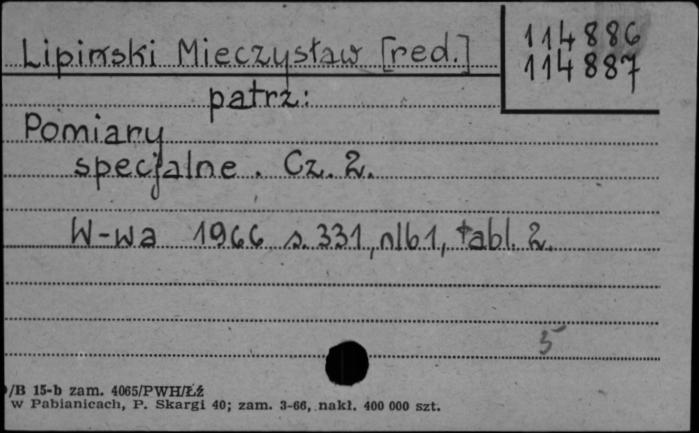 114886
114887
Lipiński Mieczysław [red.]
patrz:
Pomiary
specjalne. Cz. 2.
W-wa 1966 s. 331, nlb 1, tabl. 2.
5
/B 15-b zam. 4065/PWH/Łź
w Pabianicach, P. Skargi 40; zam. 3-66, nakł. 400 000 szt.